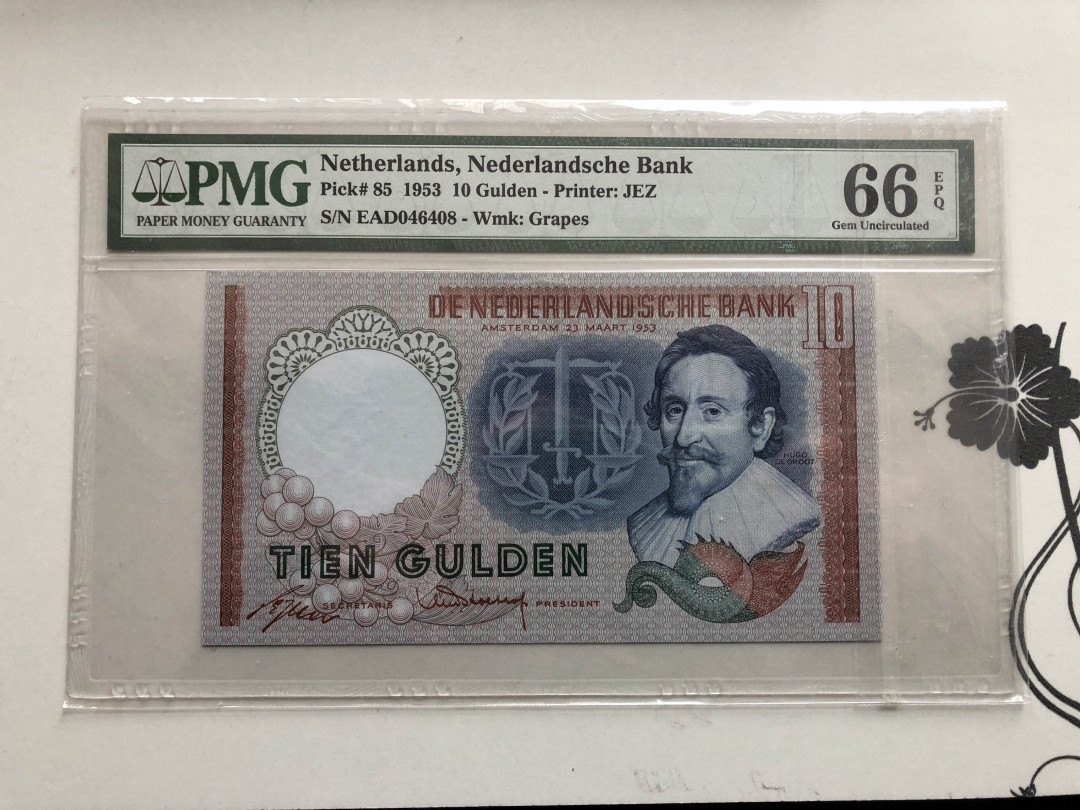 PMG
PAPER MONEY GUARANTY
Netherlands, Nederlandsche Bank
Pick# 85 1953 10 Gulden - Printer: JEZ
S/N EAD046408 - Wmk: Grapes
66
EPQ
Gem Uncirculated
DE NEDERLANDSCHE BANK 10
AMSTERDAM 23 MAART 1953
HUGO
DE GROOT
TIEN GULDEN
SECRETARIS PRESIDENT